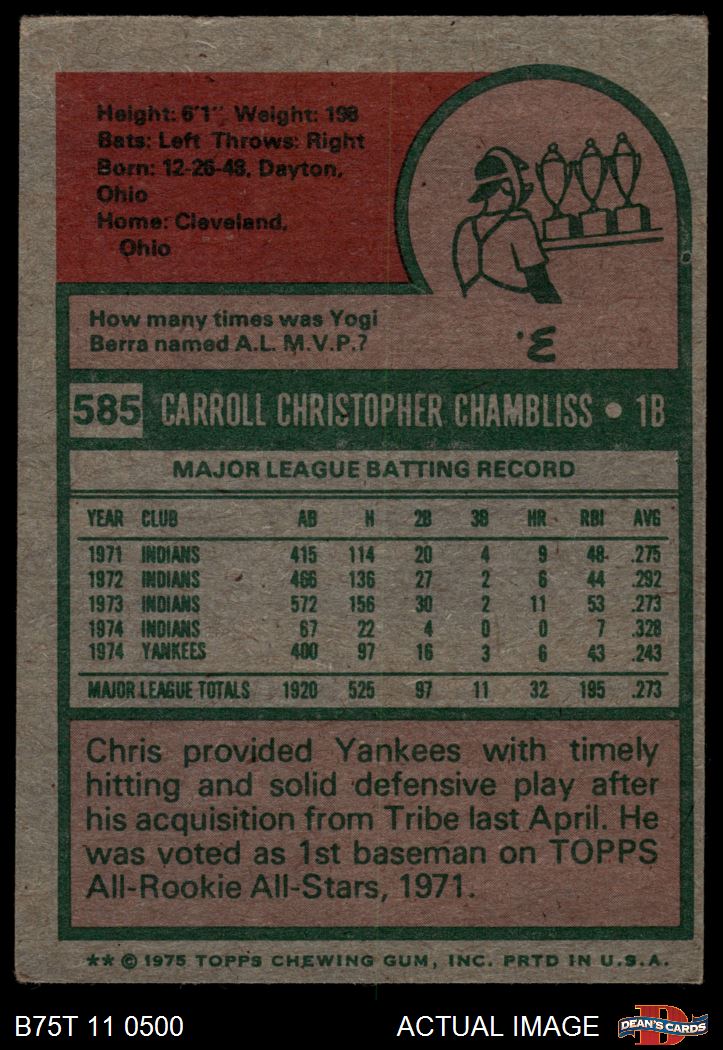 Height: 6'1" Weight: 198
Bats: Left Throws: Right
Born: 12-26-48, Dayton,
Ohio
Home: Cleveland,
Ohio
How many times was Yogi
Berra named A.L. M.V.P.?
3.
585 CARROLL CHRISTOPHER CHAMBLISS • 1B
MAJOR LEAGUE BATTING RECORD
YEAR CLUB AB H 2B 3B HR RBI AVG
1971 INDIANS 415 114 20 4 9 48 .275
1972 INDIANS 466 136 27 2 6 44 .292
1973 INDIANS 572 156 30 2 11 53 .273
1974 INDIANS 67 22 4 0 0 7 .328
1974 YANKEES 400 97 16 3 6 43 .243
MAJOR LEAGUE TOTALS 1920 525 97 11 32 195 .273
Chris provided Yankees with timely
hitting and solid defensive play after
his acquisition from Tribe last April. He
was voted as 1st baseman on TOPPS
All-Rookie All-Stars, 1971.
** © 1975 TOPPS CHEWING GUM, INC. PRTD IN U.S.A.
B75T 11 0500 ACTUAL IMAGE D DEAN'S CARDS